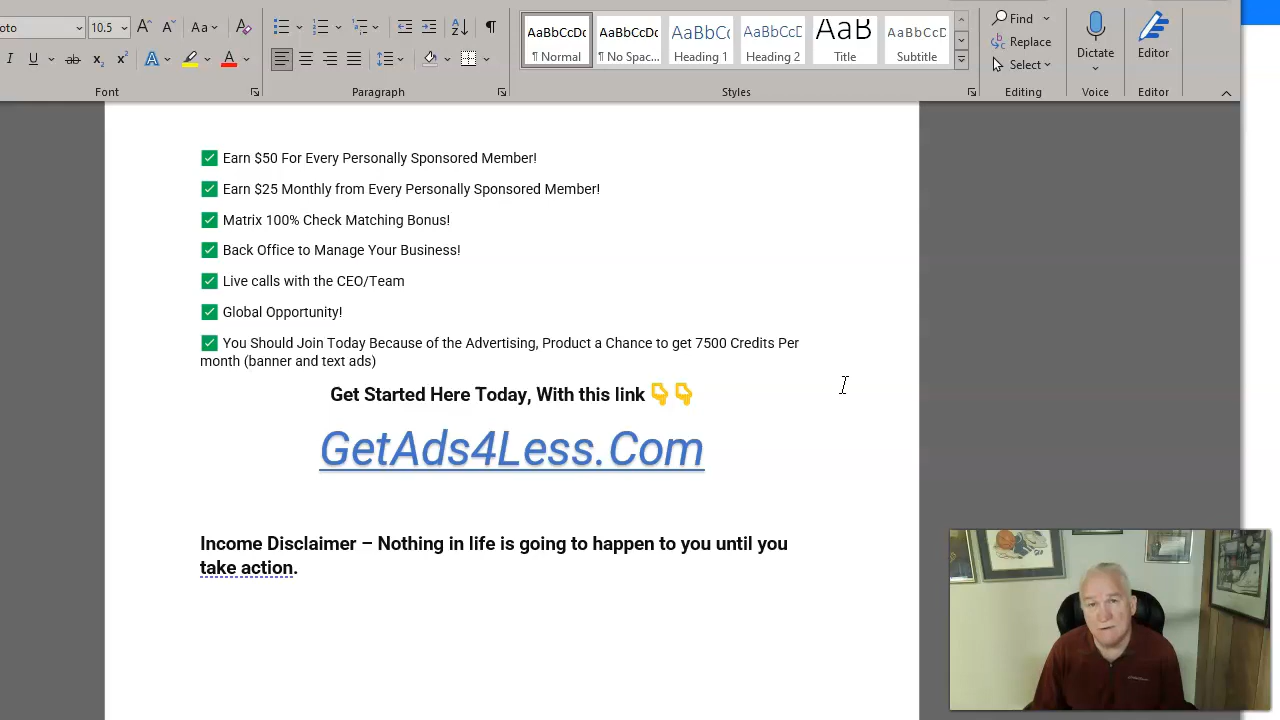 oto 10.5 Aa
I U ab x₂ x² A A
¶
Font Paragraph Styles Editing Voice Editor
AaBbCcDc AaBbCcDc AaBbC AaBbCcD AaB AaBbCcD
¶ Normal ¶ No Spac... Heading 1 Heading 2 Title Subtitle
Find
Replace
Select
Dictate Editor
✅ Earn $50 For Every Personally Sponsored Member!
✅ Earn $25 Monthly from Every Personally Sponsored Member!
✅ Matrix 100% Check Matching Bonus!
✅ Back Office to Manage Your Business!
✅ Live calls with the CEO/Team
✅ Global Opportunity!
✅ You Should Join Today Because of the Advertising, Product a Chance to get 7500 Credits Per
month (banner and text ads)
Get Started Here Today, With this link 👇👇
GetAds4Less.Com
Income Disclaimer – Nothing in life is going to happen to you until you
take action.